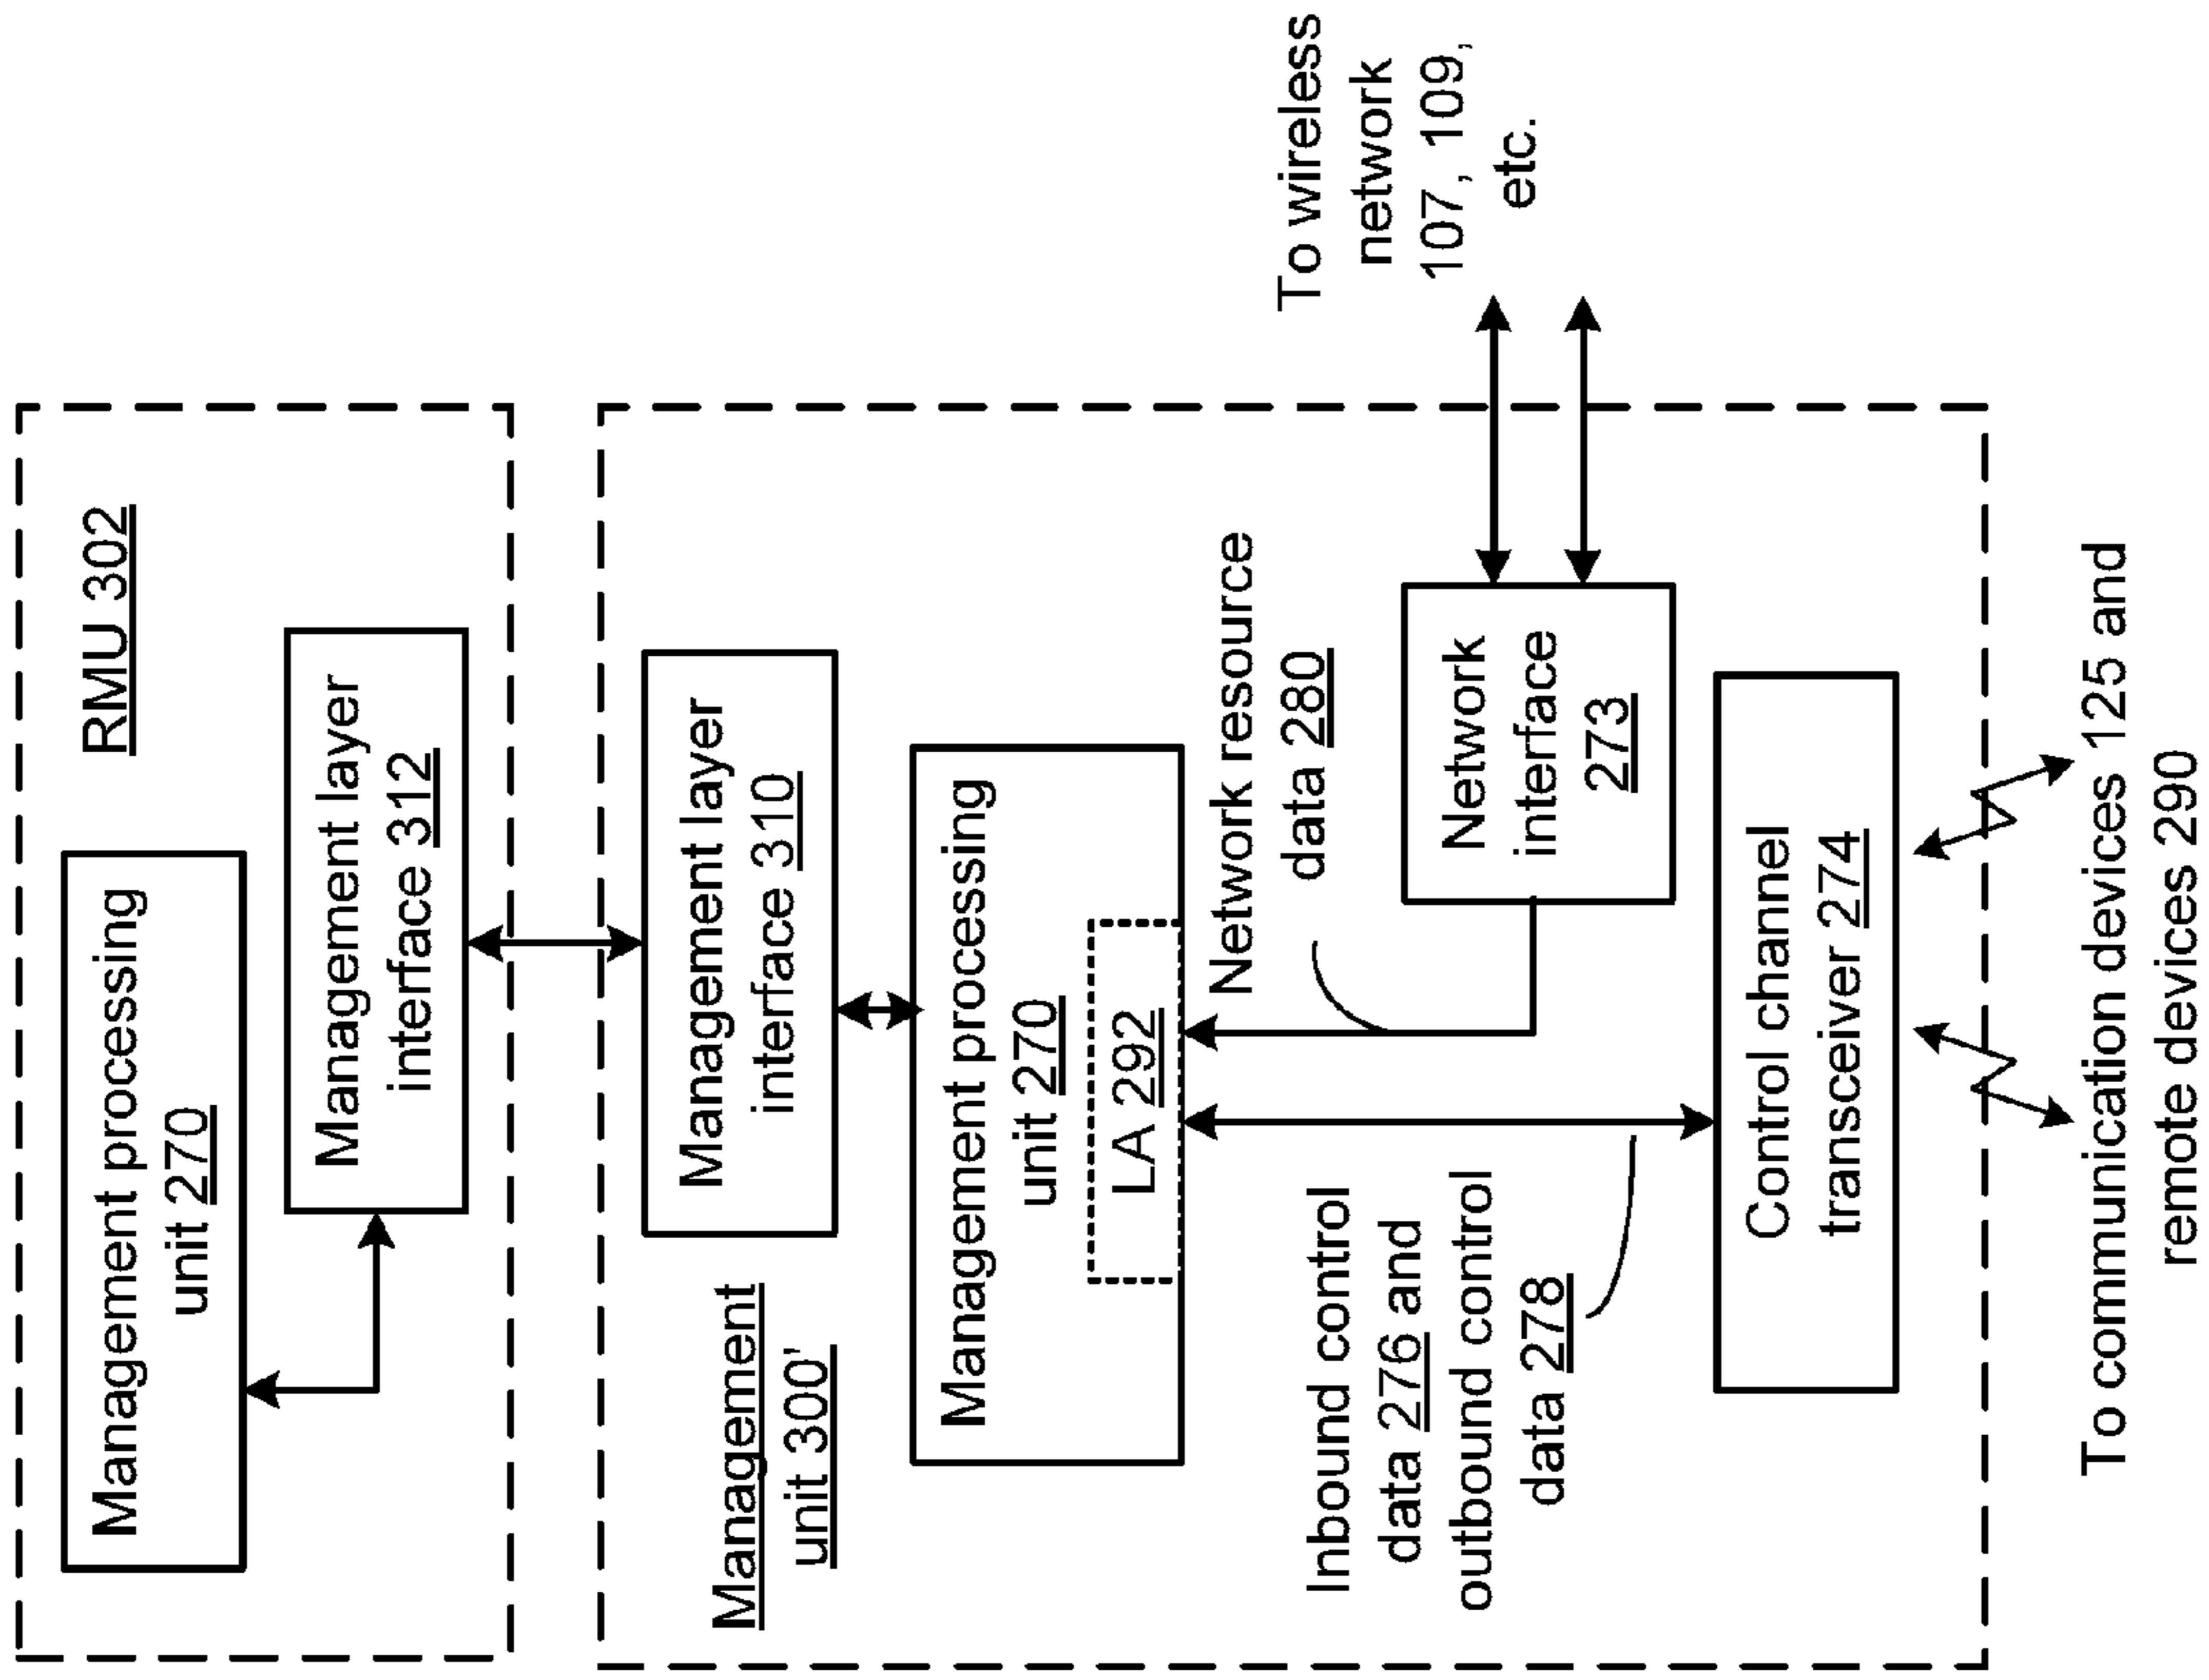 RMU 302
Management processing
unit 270
Management layer
interface 312
Management
unit 300'
Management layer
interface 310
Management processing
unit 270
LA 292
Network resource
data 280
Inbound control
data 276 and
outbound control
data 278
Network
interface
273
To wireless
network
107, 109,
etc.
Control channel
transceiver 274
To communication devices 125 and
remote devices 290